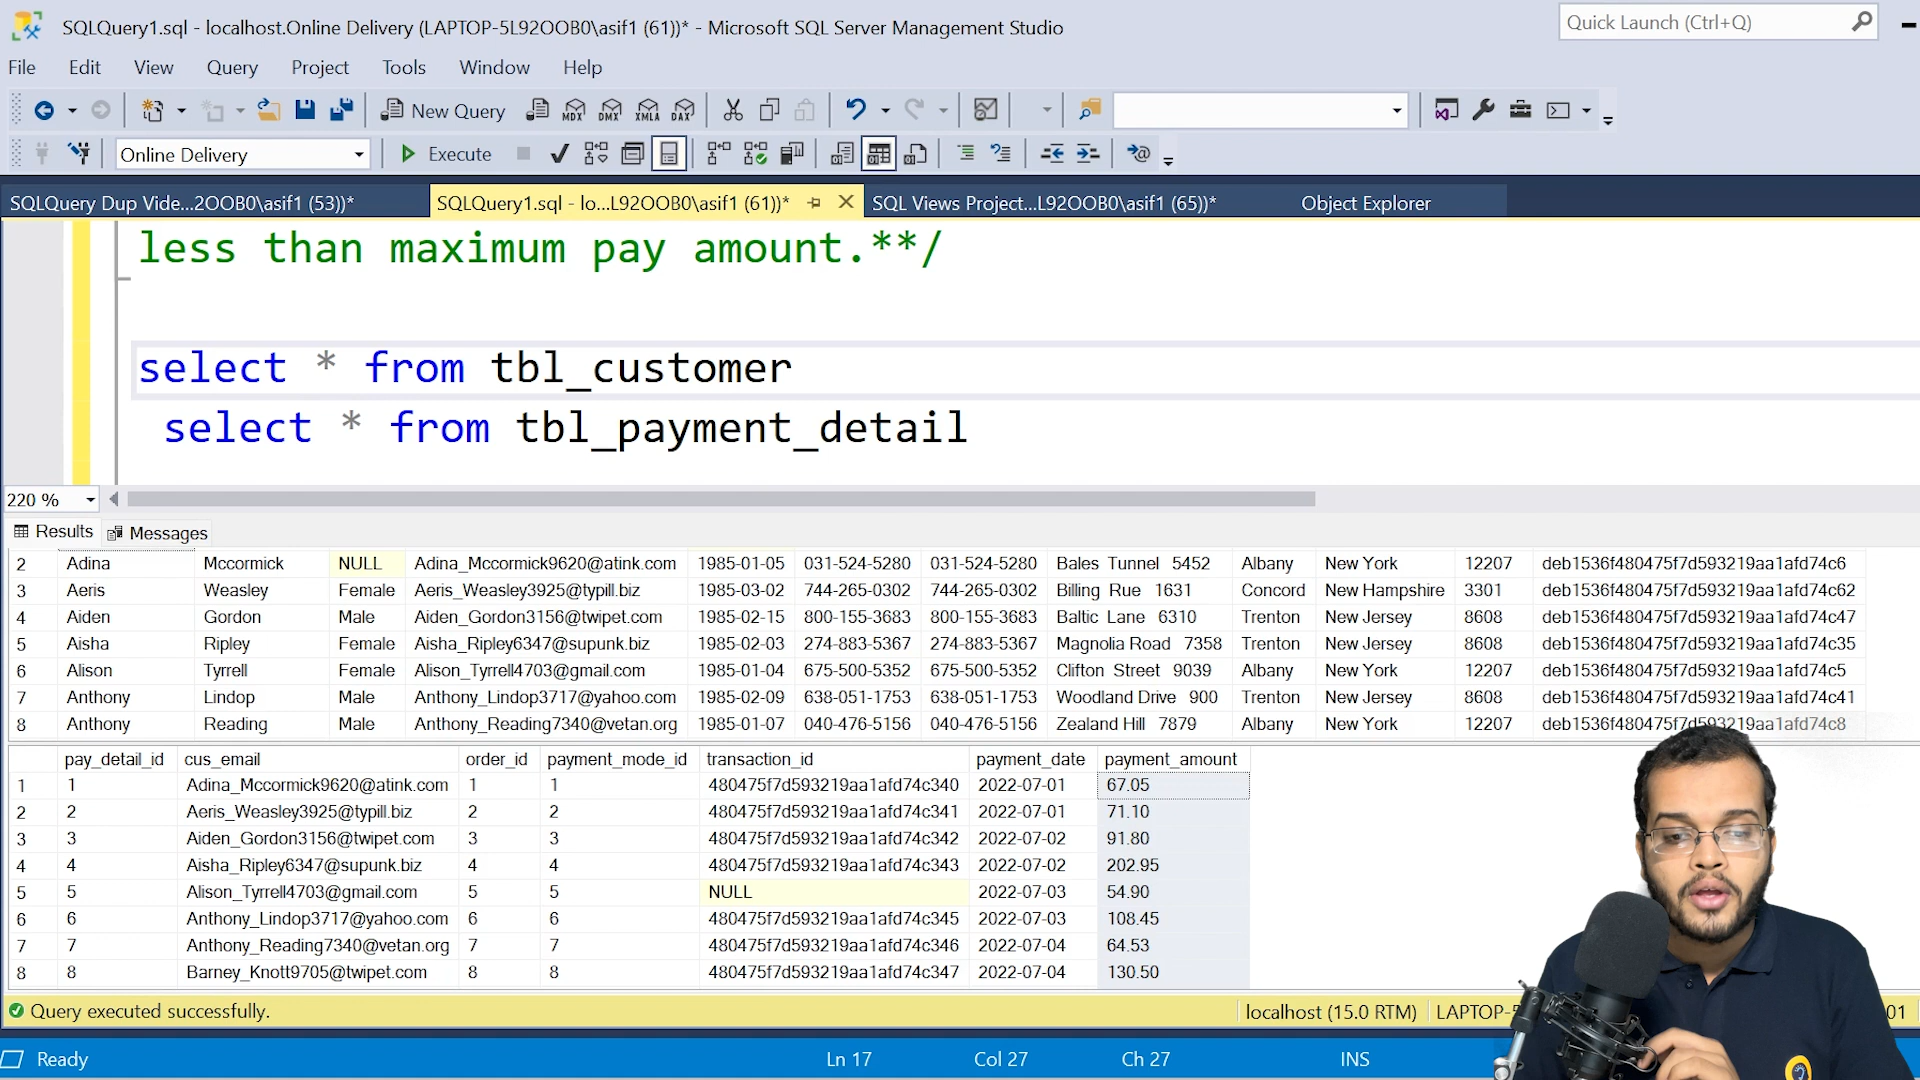 SQLQuery1.sql - localhost.Online Delivery (LAPTOP-5L92OOB0\asif1 (61))* - Microsoft SQL Server Management Studio
Quick Launch (Ctrl+Q)
File Edit View Query Project Tools Window Help
New Query MDX DMX XMLA DAX
Online Delivery Execute
SQLQuery Dup Vide...2OOB0\asif1 (53))* SQLQuery1.sql - lo...L92OOB0\asif1 (61))* SQL Views Project...L92OOB0\asif1 (65))* Object Explorer
less than maximum pay amount.**/
select * from tbl_customer
select * from tbl_payment_detail
220 %
Results Messages
2 Adina Mccormick NULL Adina_Mccormick9620@atink.com 1985-01-05 031-524-5280 031-524-5280 Bales Tunnel 5452 Albany New York 12207 deb1536f480475f7d593219aa1afd74c6
3 Aeris Weasley Female Aeris_Weasley3925@typill.biz 1985-03-02 744-265-0302 744-265-0302 Billing Rue 1631 Concord New Hampshire 3301 deb1536f480475f7d593219aa1afd74c62
4 Aiden Gordon Male Aiden_Gordon3156@twipet.com 1985-02-15 800-155-3683 800-155-3683 Baltic Lane 6310 Trenton New Jersey 8608 deb1536f480475f7d593219aa1afd74c47
5 Aisha Ripley Female Aisha_Ripley6347@supunk.biz 1985-02-03 274-883-5367 274-883-5367 Magnolia Road 7358 Trenton New Jersey 8608 deb1536f480475f7d593219aa1afd74c35
6 Alison Tyrrell Female Alison_Tyrrell4703@gmail.com 1985-01-04 675-500-5352 675-500-5352 Clifton Street 9039 Albany New York 12207 deb1536f480475f7d593219aa1afd74c5
7 Anthony Lindop Male Anthony_Lindop3717@yahoo.com 1985-02-09 638-051-1753 638-051-1753 Woodland Drive 900 Trenton New Jersey 8608 deb1536f480475f7d593219aa1afd74c41
8 Anthony Reading Male Anthony_Reading7340@vetan.org 1985-01-07 040-476-5156 040-476-5156 Zealand Hill 7879 Albany New York 12207 deb1536f480475f7d593219aa1afd74c8
pay_detail_id cus_email order_id payment_mode_id transaction_id payment_date payment_amount
1 1 Adina_Mccormick9620@atink.com 1 1 480475f7d593219aa1afd74c340 2022-07-01 67.05
2 2 Aeris_Weasley3925@typill.biz 2 2 480475f7d593219aa1afd74c341 2022-07-01 71.10
3 3 Aiden_Gordon3156@twipet.com 3 3 480475f7d593219aa1afd74c342 2022-07-02 91.80
4 4 Aisha_Ripley6347@supunk.biz 4 4 480475f7d593219aa1afd74c343 2022-07-02 202.95
5 5 Alison_Tyrrell4703@gmail.com 5 5 NULL 2022-07-03 54.90
6 6 Anthony_Lindop3717@yahoo.com 6 6 480475f7d593219aa1afd74c345 2022-07-03 108.45
7 7 Anthony_Reading7340@vetan.org 7 7 480475f7d593219aa1afd74c346 2022-07-04 64.53
8 8 Barney_Knott9705@twipet.com 8 8 480475f7d593219aa1afd74c347 2022-07-04 130.50
Query executed successfully. localhost (15.0 RTM) LAPTOP-5 01
Ready Ln 17 Col 27 Ch 27 INS